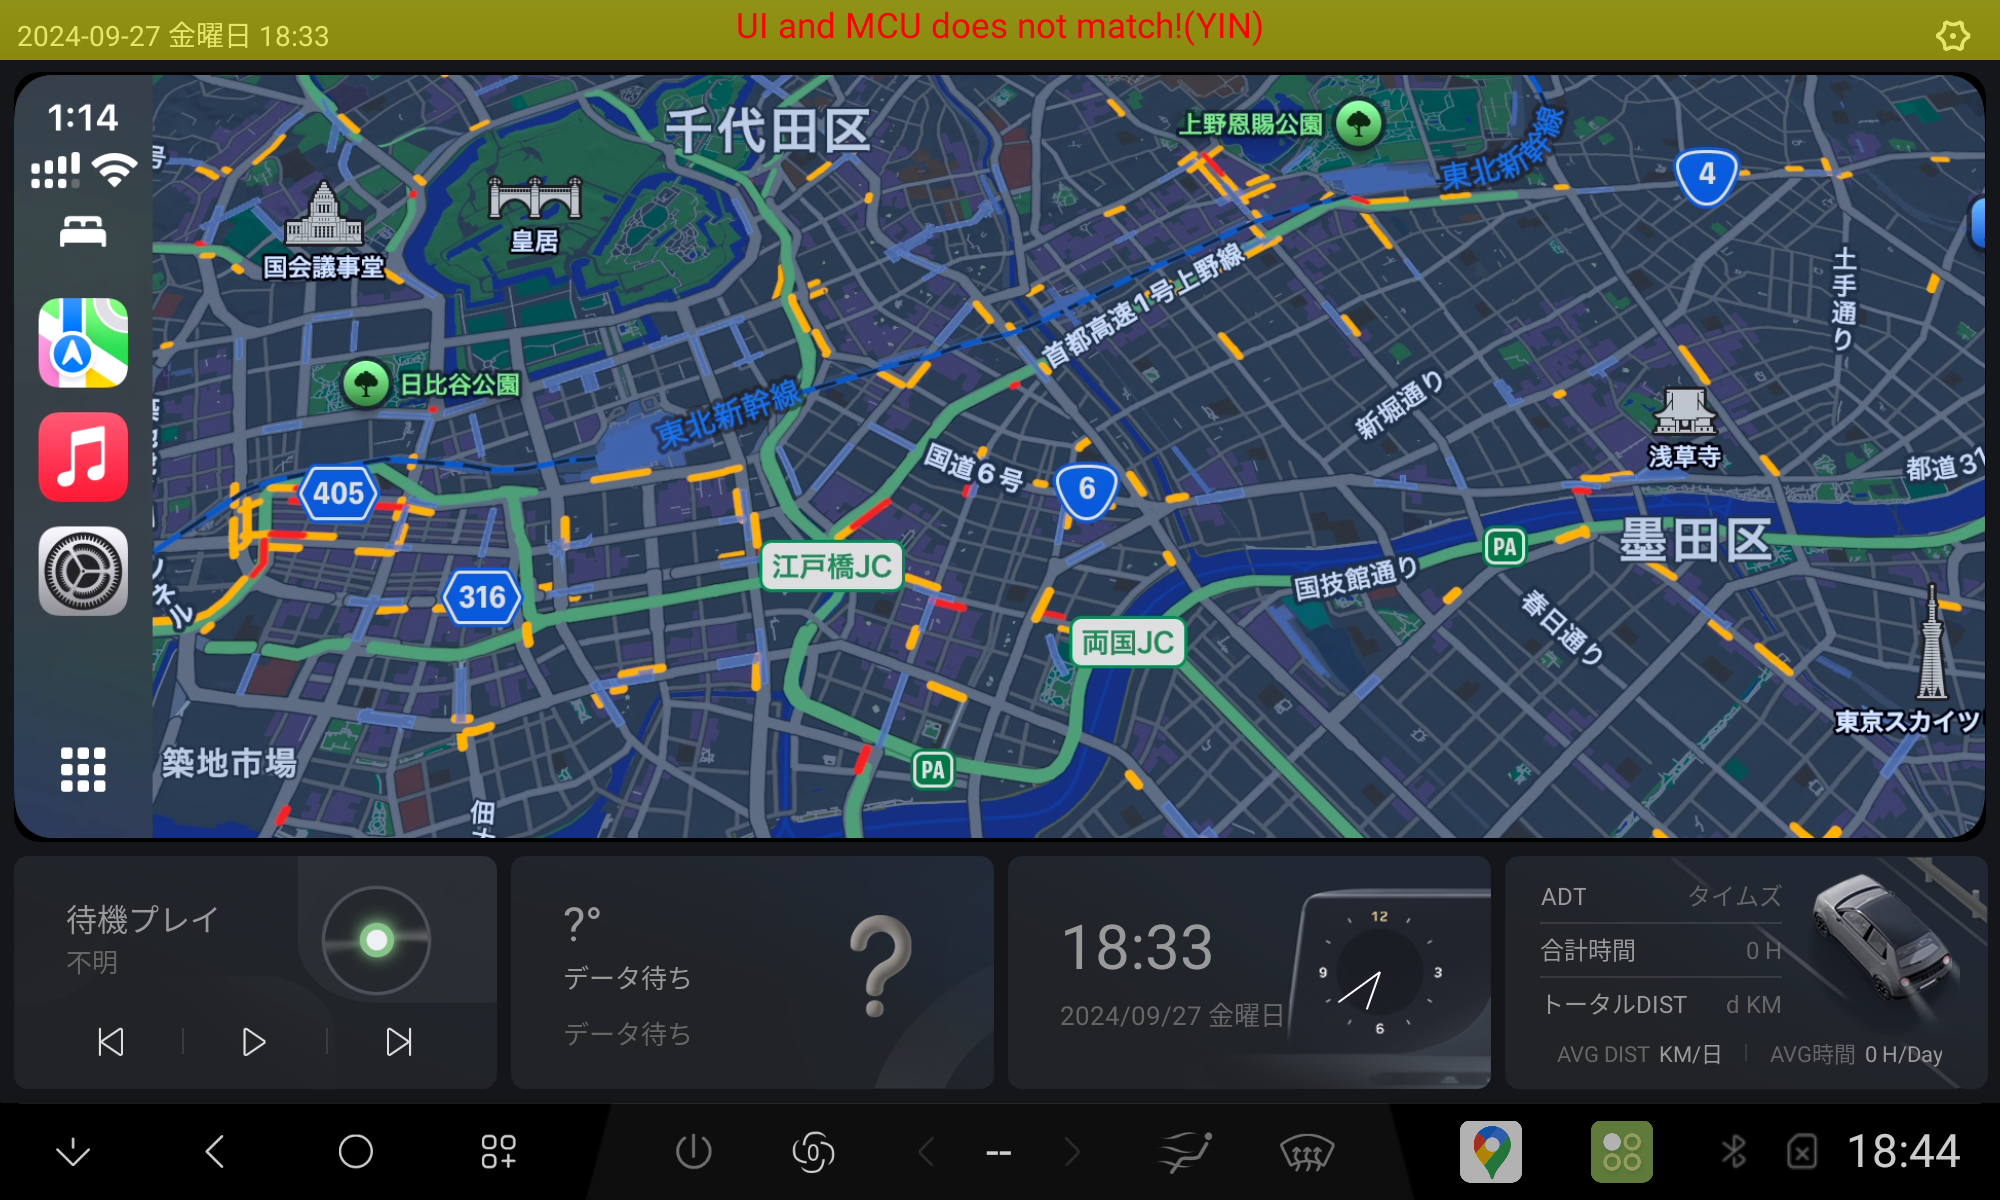 2024-09-27 金曜日 18:33
UI and MCU does not match!(YIN)
1:14
千代田区
上野恩賜公園
東北新幹線
4
号
皇居
国会議事堂
土手通り
首都高速1号上野線
日比谷公園
東北新幹線
新堀通り
浅草寺
国道6号
6
都道31
405
墨田区
PA
江戸橋JC
国技館通り
316
ネル
春日通り
両国JC
東京スカイツ
築地市場
PA
佃
待機プレイ
不明
?°
データ待ち
データ待ち
18:33
2024/09/27 金曜日
12
3
6
9
ADT タイムズ
合計時間 0 H
トータルDIST d KM
AVG DIST KM/日 AVG時間 0 H/Day
0
--
18:44